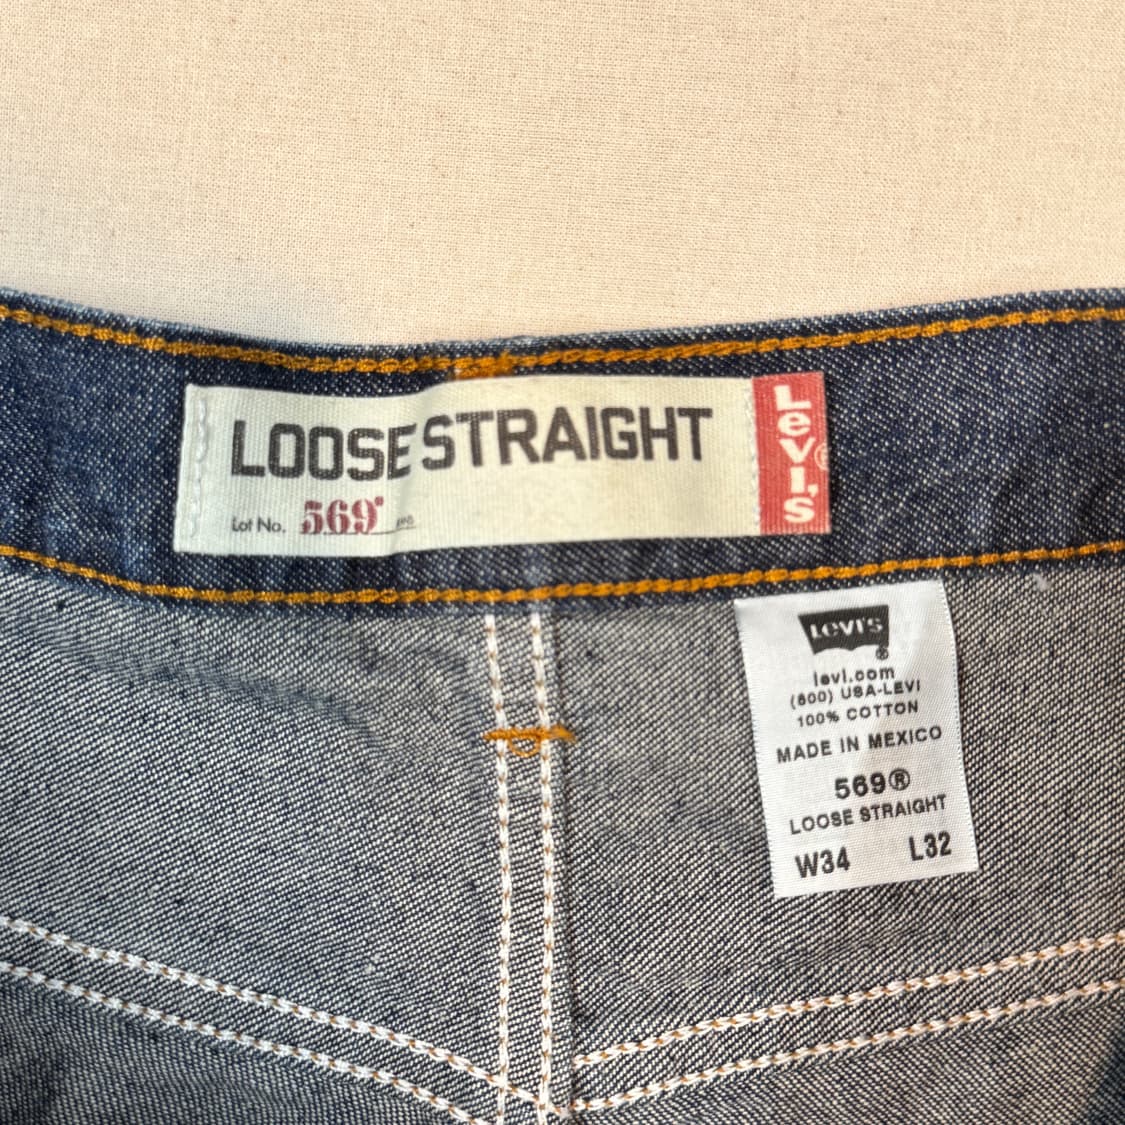 LOOSE STRAIGHT
Lot No. 569®
Levi's®
LEVI'S
®
levi.com
(800) USA-LEVI
100% COTTON
MADE IN MEXICO
569®
LOOSE STRAIGHT
W34 L32